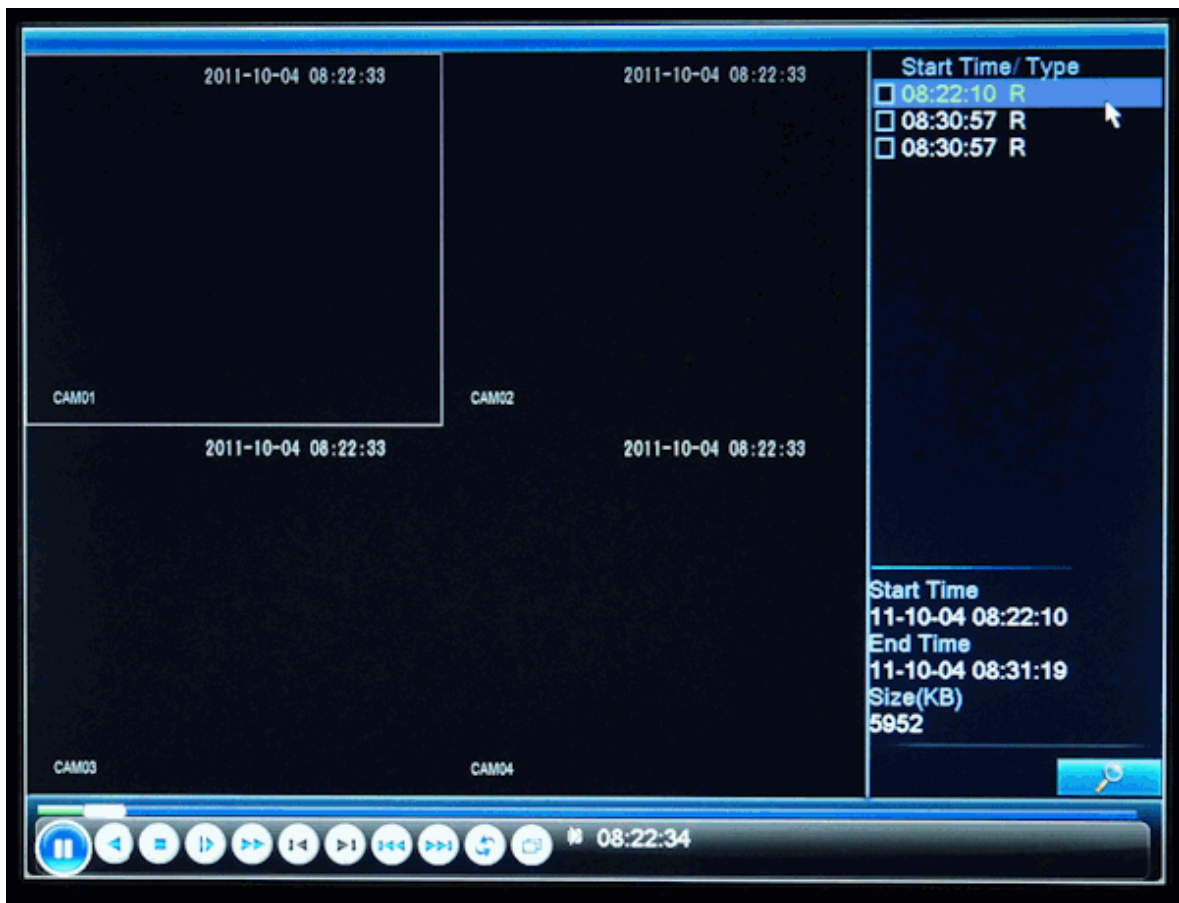 2011-10-04 08:22:33
2011-10-04 08:22:33
CAM01
CAM02
2011-10-04 08:22:33
2011-10-04 08:22:33
CAM03
CAM04
Start Time/ Type
08:22:10 R
08:30:57 R
08:30:57 R
Start Time
11-10-04 08:22:10
End Time
11-10-04 08:31:19
Size(KB)
5952
08:22:34